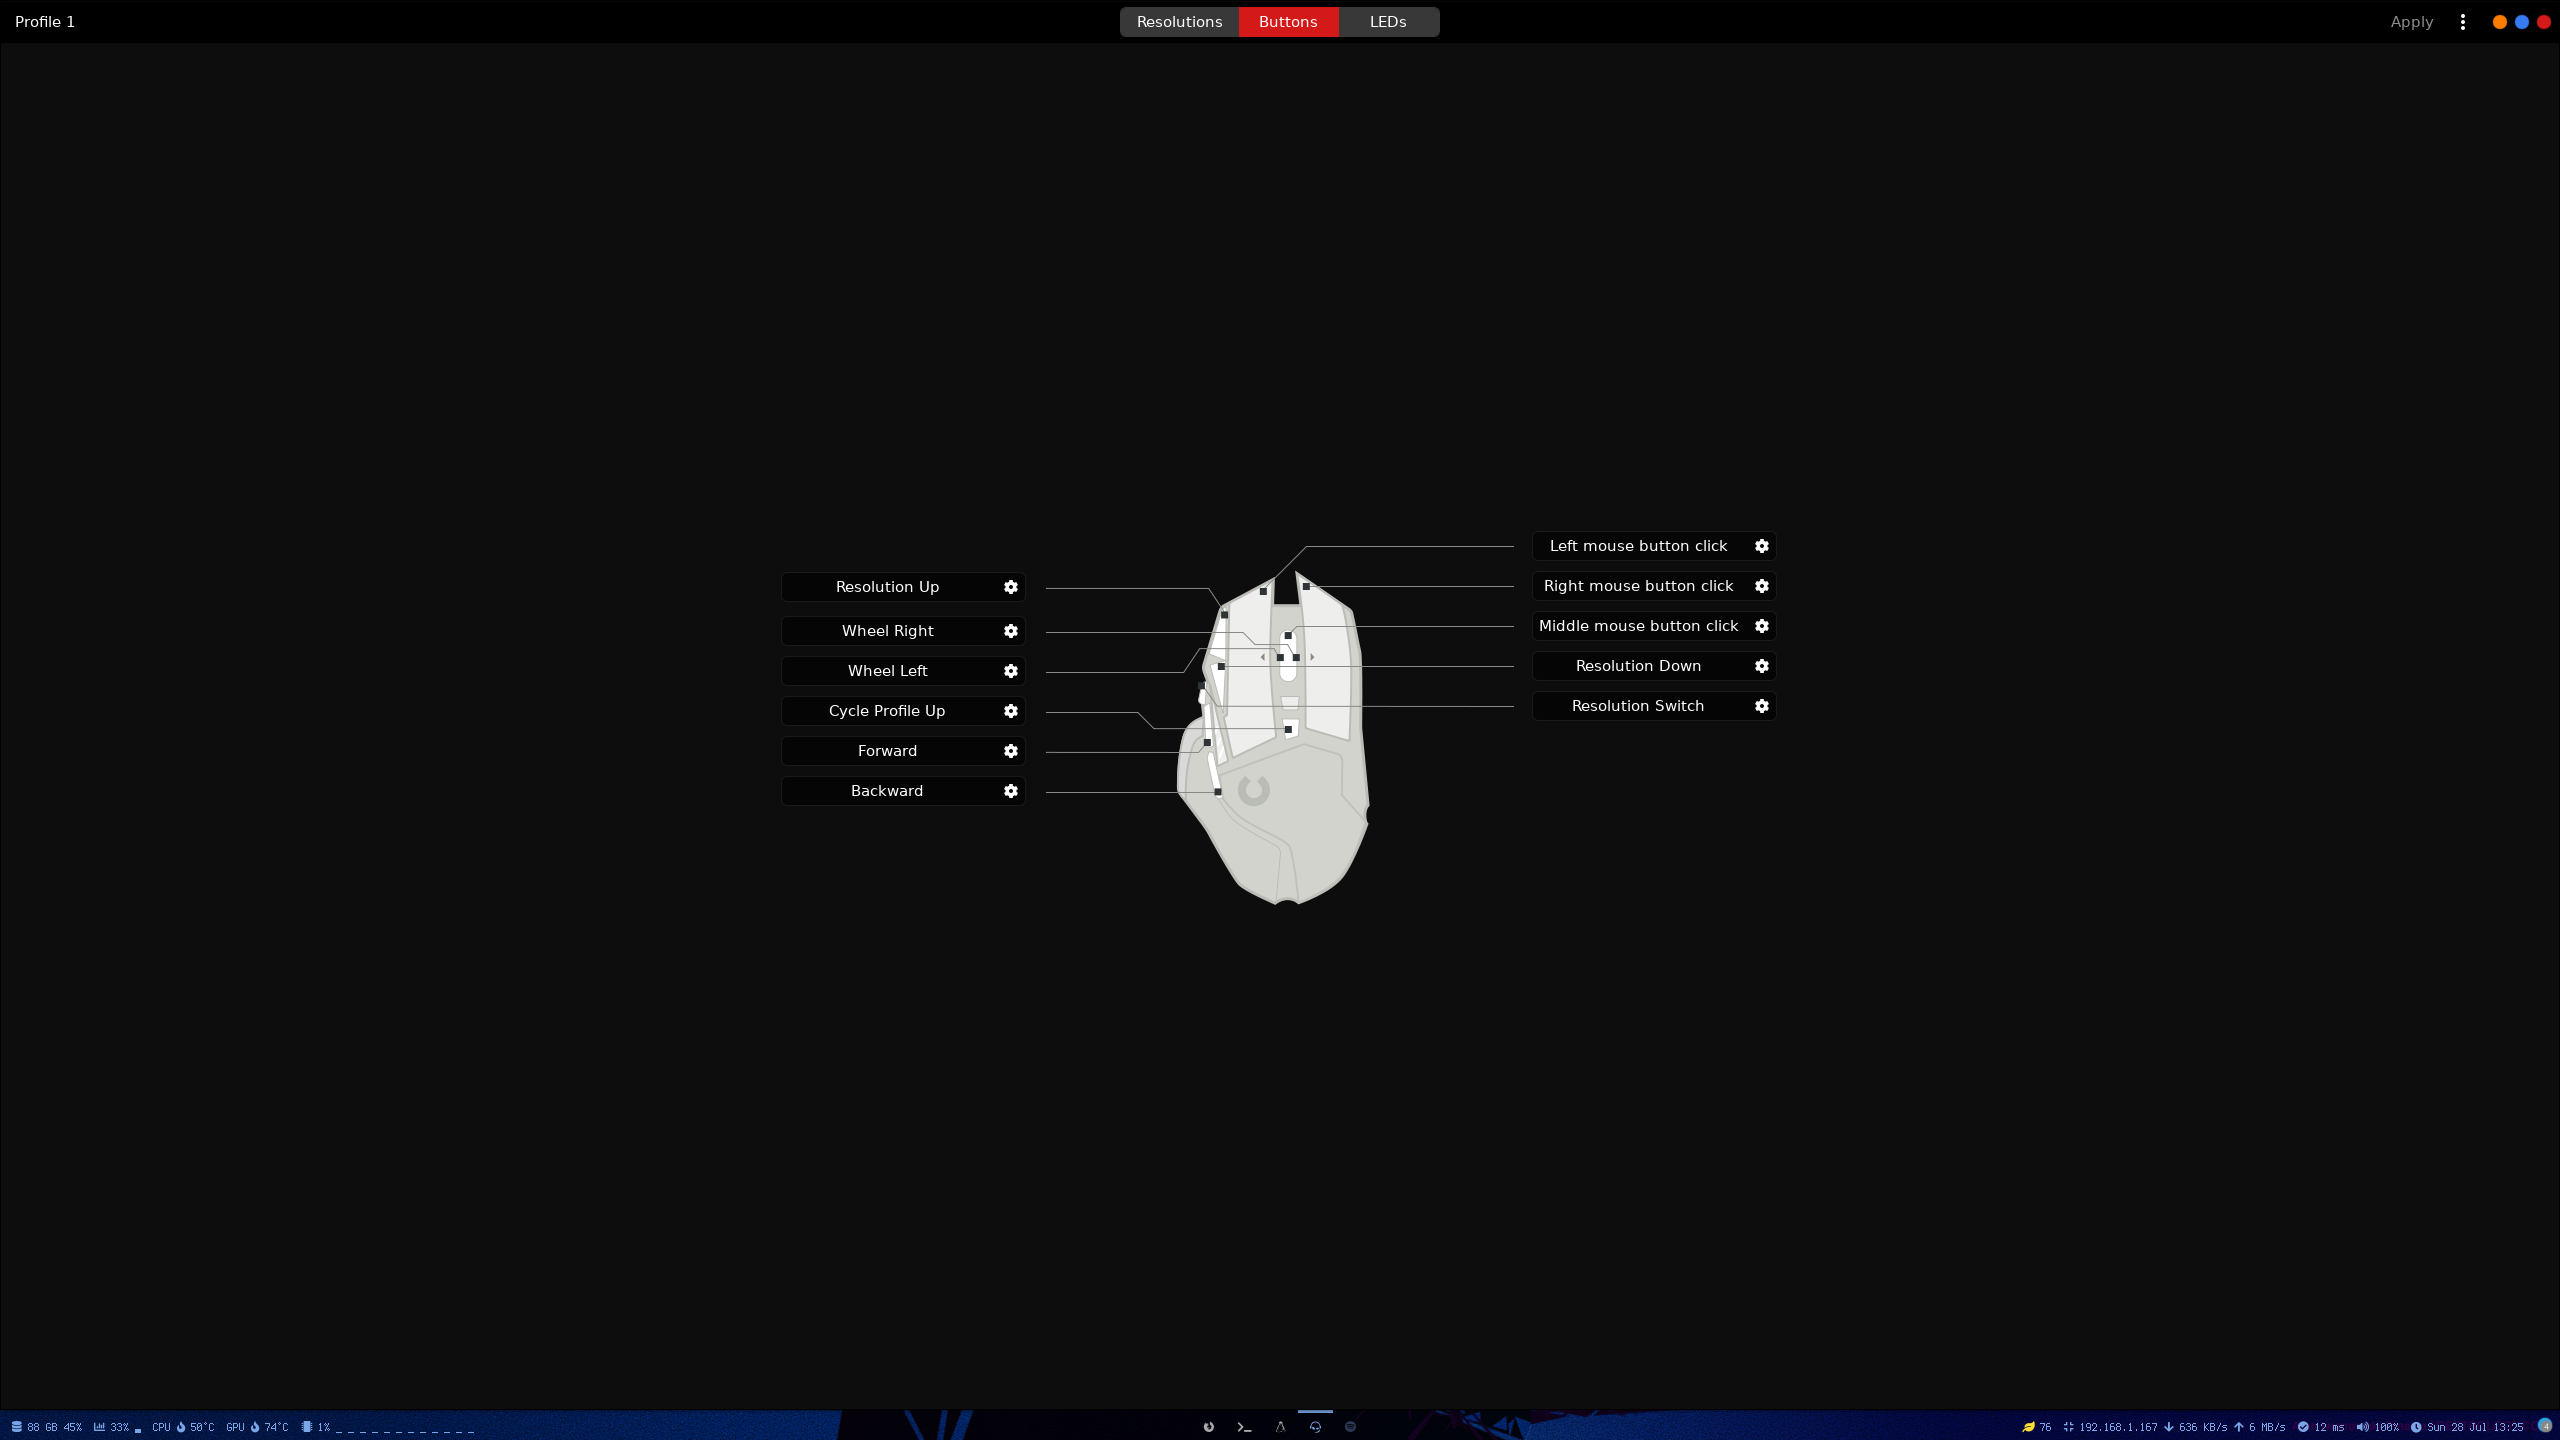 Profile 1
Resolutions Buttons LEDs
Apply
Left mouse button click
Right mouse button click
Middle mouse button click
Resolution Down
Resolution Switch
Resolution Up
Wheel Right
Wheel Left
Cycle Profile Up
Forward
Backward
88 GB 45% 33% CPU 50°C GPU 74°C 1%
76 192.168.1.167 636 KB/s 6 MB/s 12 ms 100% Sun 28 Jul 13:25 4